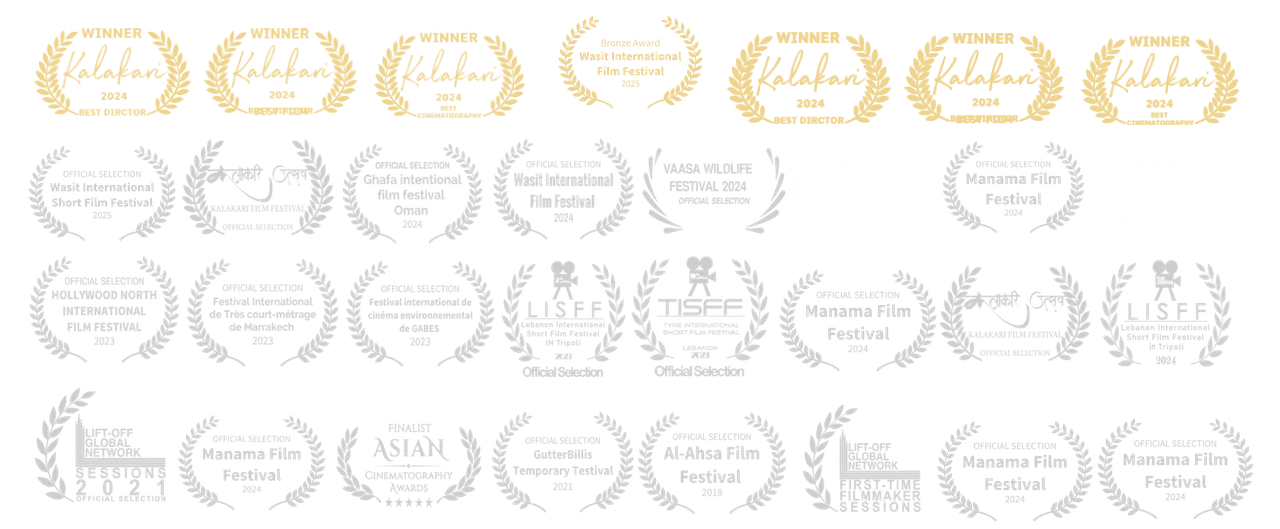 WINNER
Kalakari
2024
BEST DIRCTOR
WINNER
Kalakari
2024
WINNER
Kalakari
2024
BEST
CINEMATOGRAPHY
Bronze Award
Wasit International
Film Festival
2025
WINNER
Kalakari
2024
BEST DIRCTOR
WINNER
Kalakari
2024
WINNER
Kalakari
2024
BEST
CINEMATOGRAPHY
OFFICIAL SELECTION
Wasit International
Short Film Festival
2025
KALAKARI FILM FESTIVAL
OFFICIAL SELECTION
OFFICIAL SELECTION
Ghafa intentional
film festival
Oman
2024
OFFICIAL SELECTION
Wasit International
Film Festival
2024
VAASA WILDLIFE
FESTIVAL 2024
OFFICIAL SELECTION
OFFICIAL SELECTION
Manama Film
Festival
2024
OFFICIAL SELECTION
HOLLYWOOD NORTH
INTERNATIONAL
FILM FESTIVAL
2023
OFFICIAL SELECTION
Festival International
de Très court-métrage
de Marrakech
2023
OFFICIAL SELECTION
Festival international de
cinéma environnemental
de GABES
2023
LISFF
Lebanon International
Short Film Festival
IN Tripoli
2023
Official Selection
TISFF
TYRE INTERNATIONAL
SHORT FILM FESTIVAL
LEBANON
2023
Official Selection
OFFICIAL SELECTION
Manama Film
Festival
2024
KALAKARI FILM FESTIVAL
OFFICIAL SELECTION
LISFF
Lebanon International
Short Film Festival
in Tripoli
2024
LIFT-OFF
GLOBAL
NETWORK
SESSIONS
2021
OFFICIAL SELECTION
OFFICIAL SELECTION
Manama Film
Festival
2024
FINALIST
ASIAN
CINEMATOGRAPHY
AWARDS
OFFICIAL SELECTION
GutterBillis
Temporary Testival
2021
OFFICIAL SELECTION
Al-Ahsa Film
Festival
2018
LIFT-OFF
GLOBAL
NETWORK
FIRST-TIME
FILMMAKER
SESSIONS
OFFICIAL SELECTION
Manama Film
Festival
2024
OFFICIAL SELECTION
Manama Film
Festival
2024